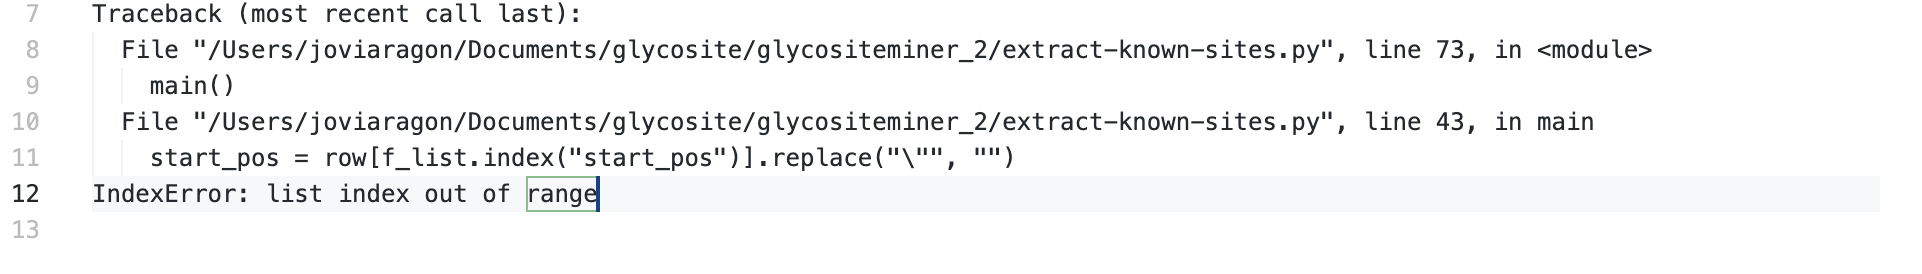 7 Traceback (most recent call last):
8   File "/Users/joviaragon/Documents/glycosite/glycositeminer_2/extract-known-sites.py", line 73, in <module>
9     main()
10   File "/Users/joviaragon/Documents/glycosite/glycositeminer_2/extract-known-sites.py", line 43, in main
11     start_pos = row[f_list.index("start_pos")].replace("\"", "")
12 IndexError: list index out of range
13